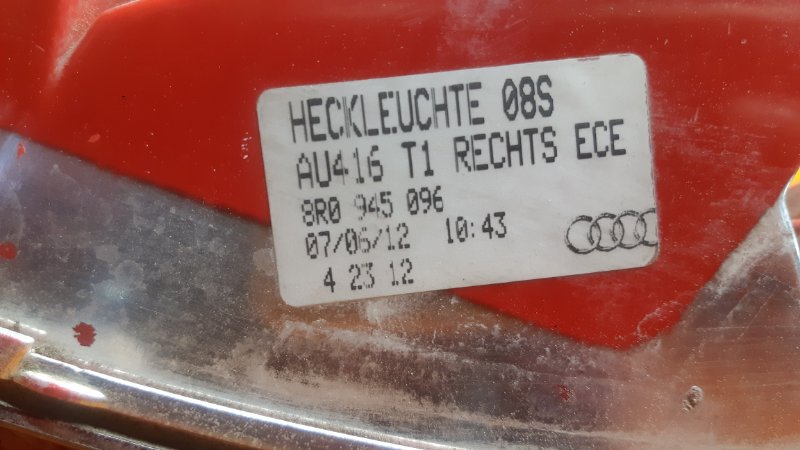 HECKLEUCHTE 08S
AU416 T1 RECHTS ECE
8R0 945 096
07/06/12 10:43
4 23 12